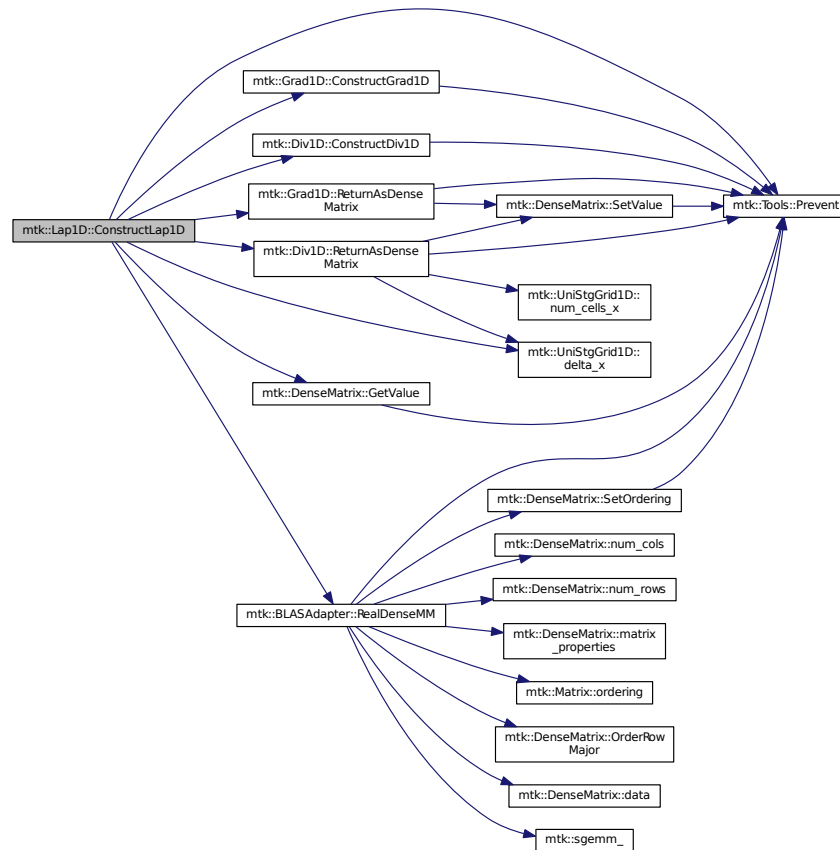 mtk::Lap1D::ConstructLap1D
mtk::Grad1D::ConstructGrad1D
mtk::Div1D::ConstructDiv1D
mtk::Grad1D::ReturnAsDense
Matrix
mtk::Div1D::ReturnAsDense
Matrix
mtk::DenseMatrix::GetValue
mtk::BLASAdapter::RealDenseMM
mtk::DenseMatrix::SetValue
mtk::UniStgGrid1D::
num_cells_x
mtk::UniStgGrid1D::
delta_x
mtk::DenseMatrix::SetOrdering
mtk::DenseMatrix::num_cols
mtk::DenseMatrix::num_rows
mtk::DenseMatrix::matrix
_properties
mtk::Matrix::ordering
mtk::DenseMatrix::OrderRow
Major
mtk::DenseMatrix::data
mtk::sgemm_
mtk::Tools::Prevent